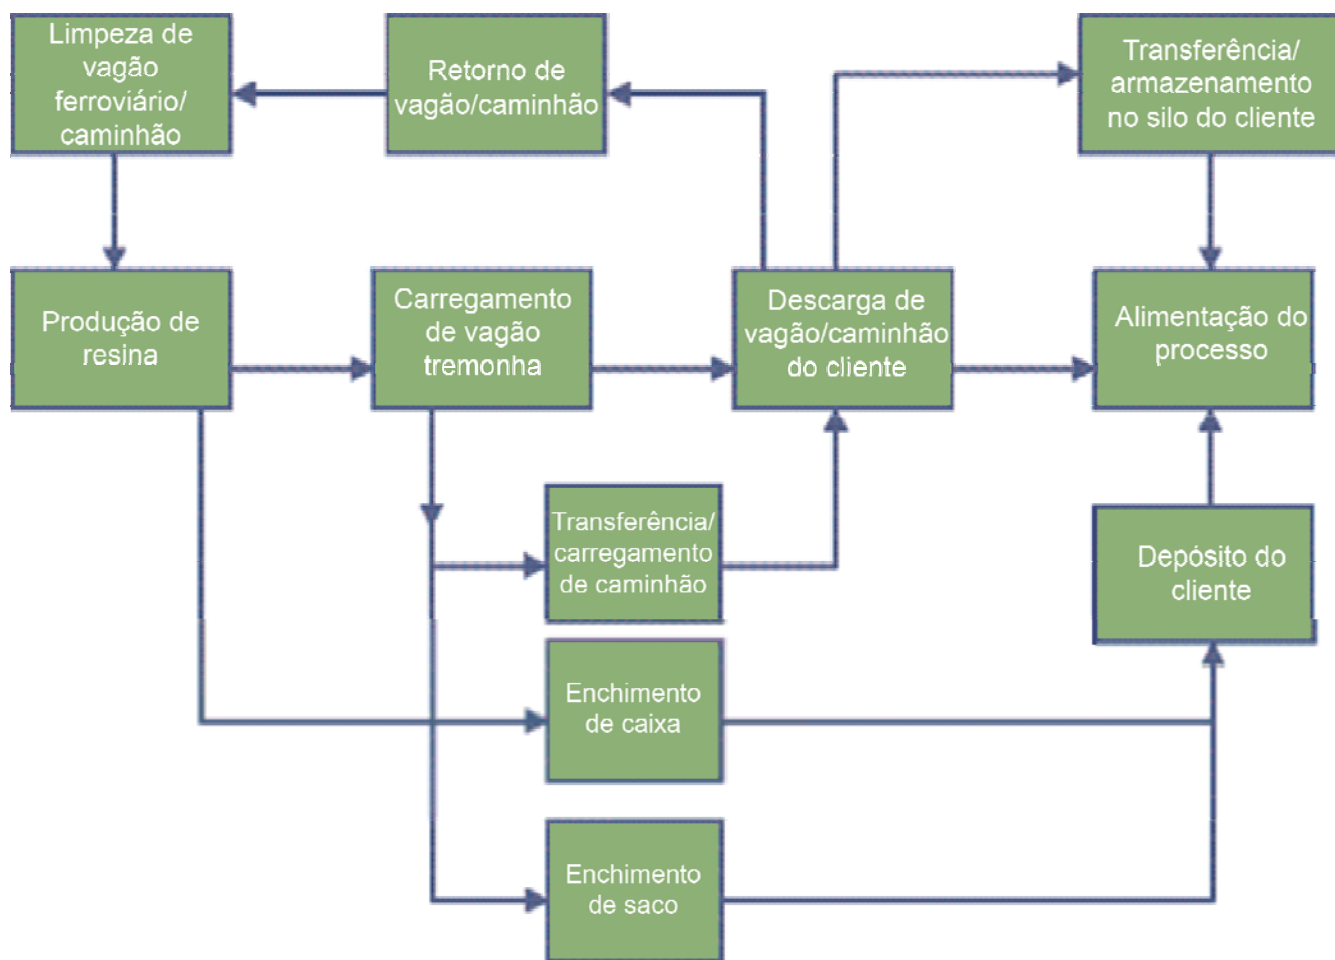 Limpeza de
vagão
ferroviário/
caminhão
Retorno de
vagão/caminhão
Transferência/
armazenamento
no silo do cliente
Produção de
resina
Carregamento
de vagão
tremonha
Descarga de
vagão/caminhão
do cliente
Alimentação do
processo
Transferência/
carregamento
de caminhão
Depósito do
cliente
Enchimento
de caixa
Enchimento
de saco